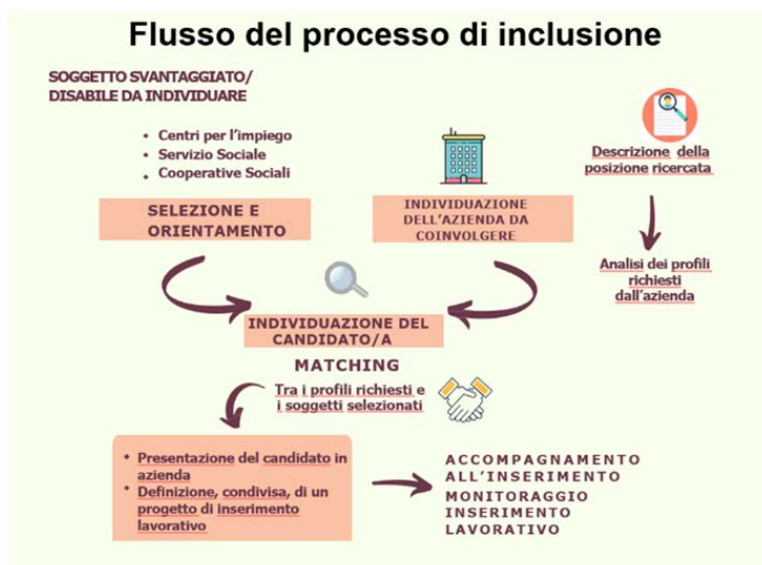 Flusso del processo di inclusione
SOGGETTO SVANTAGGIATO/
DISABILE DA INDIVIDUARE
• Centri per l'impiego
• Servizio Sociale
• Cooperative Sociali
SELEZIONE E
ORIENTAMENTO
INDIVIDUAZIONE
DELL'AZIENDA DA
COINVOLGERE
Descrizione della
posizione ricercata
Analisi dei profili
richiesti
dall'azienda
INDIVIDUAZIONE DEL
CANDIDATO/A
MATCHING
Tra i profili richiesti e
i soggetti selezionati
• Presentazione del candidato in
azienda
• Definizione, condivisa, di un
progetto di inserimento
lavorativo
ACCOMPAGNAMENTO
ALL'INSERIMENTO
MONITORAGGIO
INSERIMENTO
LAVORATIVO